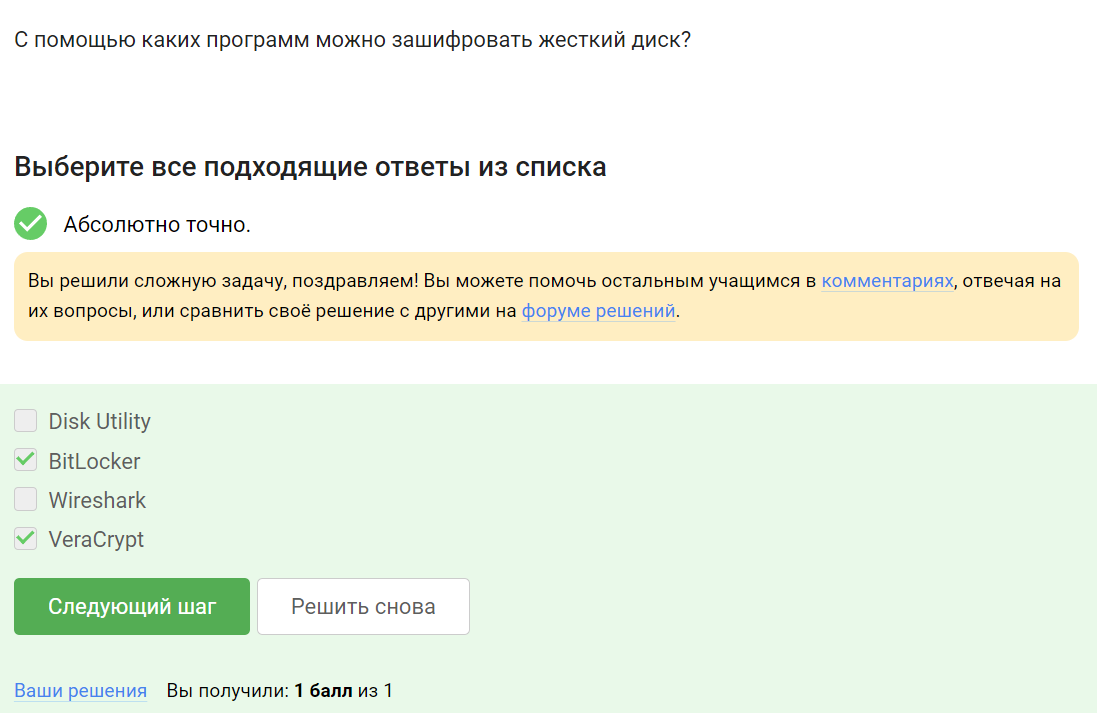 С помощью каких программ можно зашифровать жесткий диск?
Выберите все подходящие ответы из списка
Абсолютно точно.
Вы решили сложную задачу, поздравляем! Вы можете помочь остальным учащимся в комментариях, отвечая на
их вопросы, или сравнить своё решение с другими на форуме решений.
Disk Utility
BitLocker
Wireshark
VeraCrypt
Следующий шаг Решить снова
Ваши решения Вы получили: 1 балл из 1